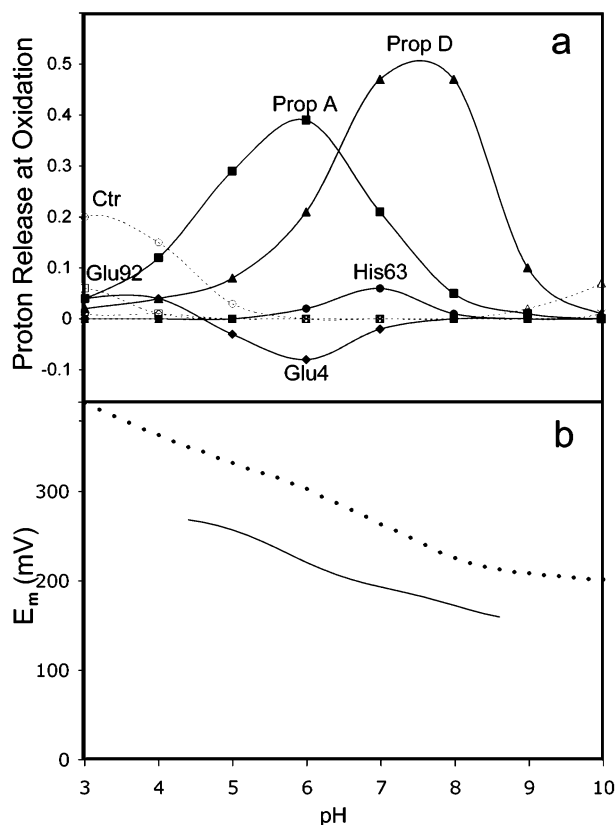 a
Proton Release at Oxidation
0.5
0.4
0.3
0.2
0.1
0
-0.1
Prop D
Prop A
Ctr
Glu92
His63
Glu4
b
Em (mV)
300
200
100
0
3 4 5 6 7 8 9 10
pH